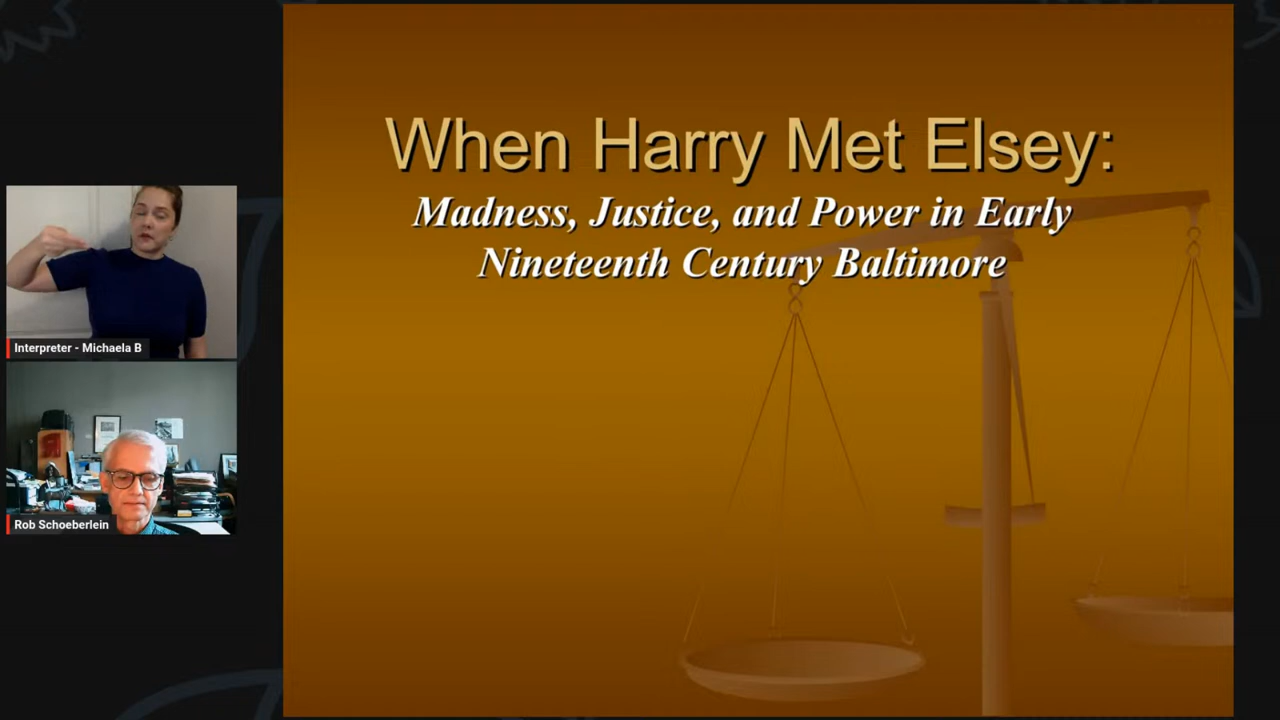 When Harry Met Elsey:
Madness, Justice, and Power in Early
Nineteenth Century Baltimore
Interpreter - Michaela B
Rob Schoeberlein